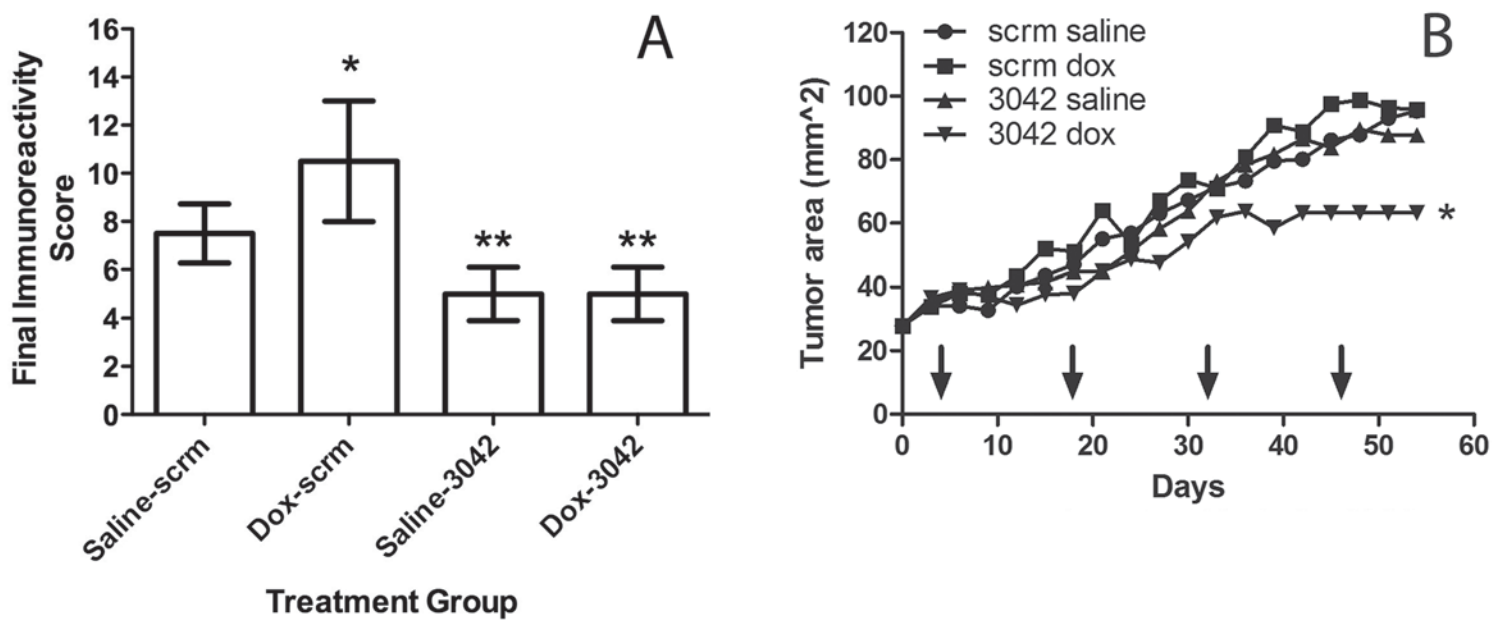 A
Final Immunoreactivity
Score
16
14
12
10
8
6
4
2
0
*
**
**
Saline-scrm
Dox-scrm
Saline-3042
Dox-3042
Treatment Group
B
scrm saline
scrm dox
3042 saline
3042 dox
Tumor area (mm^2)
120
100
80
60
40
20
0
*
0
10
20
30
40
50
60
Days